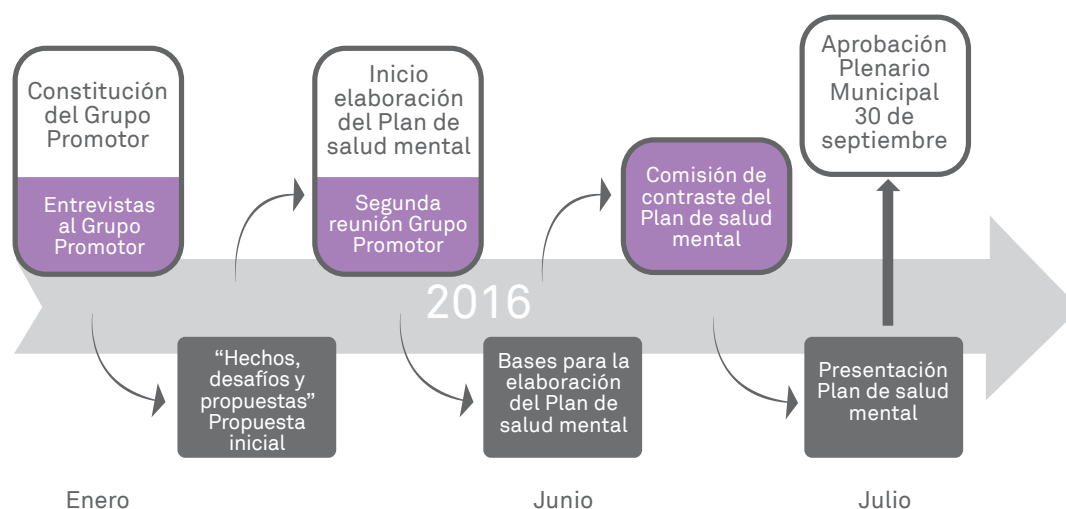 Constitución
del Grupo
Promotor
Entrevistas
al Grupo
Promotor
“Hechos,
desafíos y
propuestas”
Propuesta
inicial
Inicio
elaboración
del Plan de
salud mental
Segunda
reunión Grupo
Promotor
2016
Bases para la
elaboración
del Plan de
salud mental
Comisión de
contraste del
Plan de salud
mental
Presentación
Plan de salud
mental
Aprobación
Plenario
Municipal
30 de
septiembre
Enero
Junio
Julio